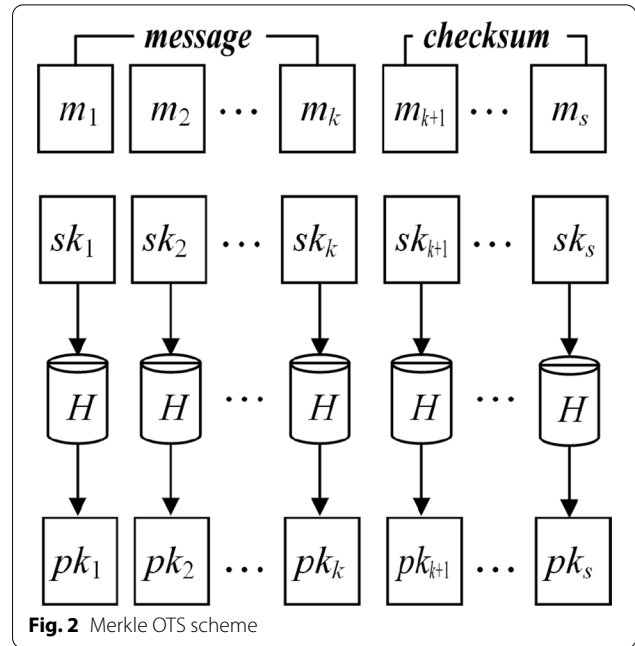 message checksum
m1 m2 ... mk mk+1 ... ms
sk1 sk2 ... skk skk+1 ... sks
H H ... H H ... H
pk1 pk2 ... pkk pkk+1 ... pks
Fig. 2 Merkle OTS scheme